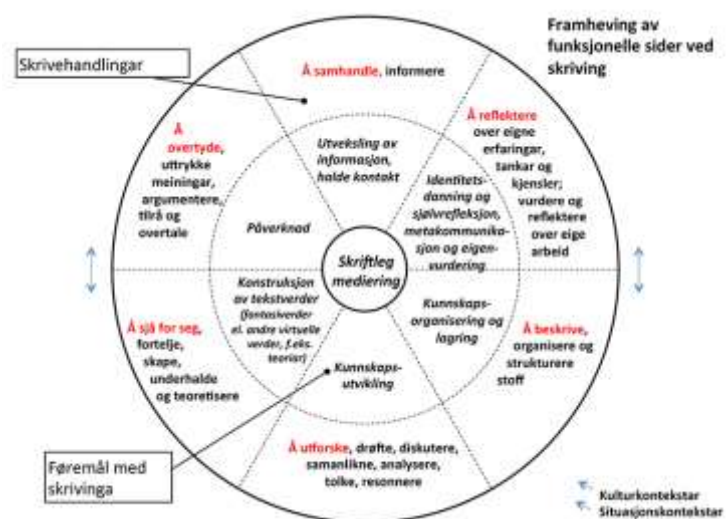 Framheving av
funksjonelle sider ved
skriving
Skrivehandlingar
Å samhandle, informere
Å reflektere
over eigne
erfaringar,
tankar og
kjensler;
vurdere og
reflektere
over eige
arbeid
Å
overtyde,
uttrykke
meiningar,
argumentere,
tilrå og
overtale
Utveksling av
informasjon,
halde kontakt
Identitets-
danning og
sjølvrefleksjon,
metakommunika-
sjon og eigen-
vurdering
Påverknad
Skriftleg
mediering
Konstruksjon
av tekstverder
(fantasiverder
el. andre virtuelle
verder, f.eks.
teoriar)
Kunnskaps-
organisering og
lagring
Å sjå for seg,
fortelje,
skape,
underhalde
og teoretisere
Å beskrive,
organisere og
strukturere
stoff
Kunnskaps-
utvikling
Å utforske, drøfte, diskutere,
samanlikne, analysere,
tolke, resonnere
Føremål med
skrivinga
Kulturkontekstar
Situasjonskontekstar